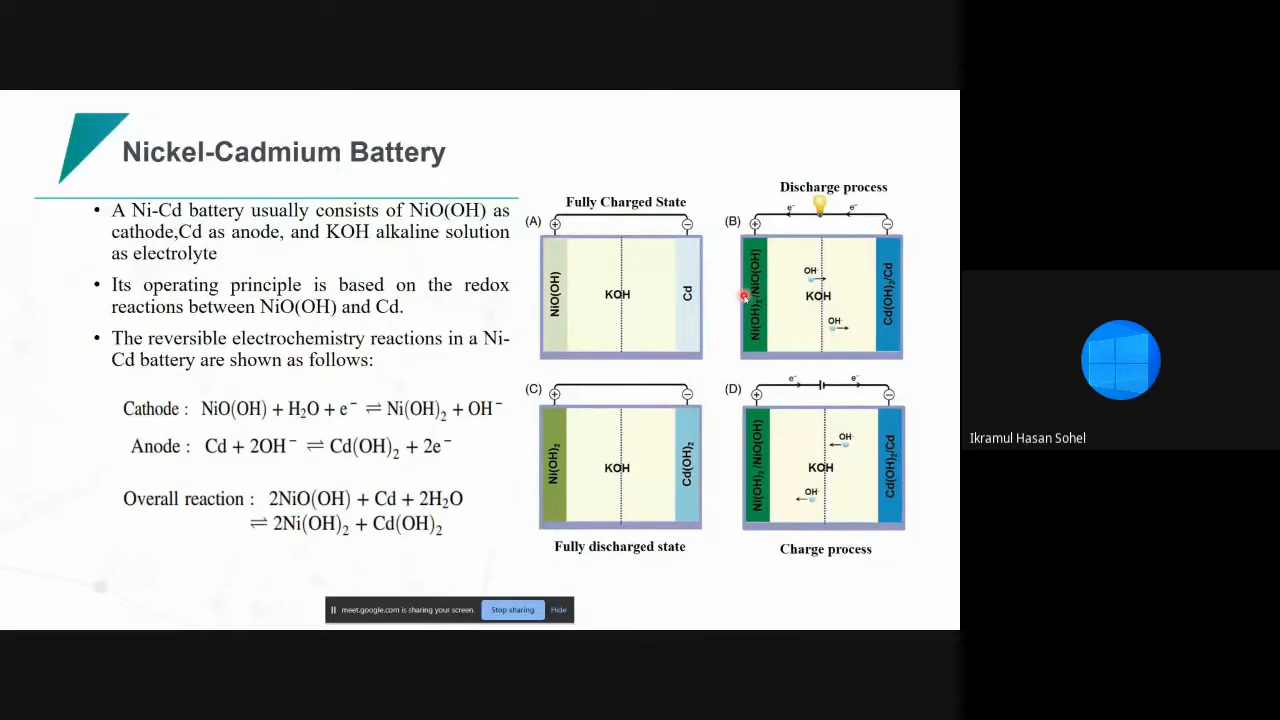 Nickel-Cadmium Battery
• A Ni-Cd battery usually consists of NiO(OH) as
cathode,Cd as anode, and KOH alkaline solution
as electrolyte
• Its operating principle is based on the redox
reactions between NiO(OH) and Cd.
• The reversible electrochemistry reactions in a Ni-
Cd battery are shown as follows:
Cathode : NiO(OH) + H₂O + e⁻ ⇌ Ni(OH)₂ + OH⁻
Anode : Cd + 2OH⁻ ⇌ Cd(OH)₂ + 2e⁻
Overall reaction : 2NiO(OH) + Cd + 2H₂O
⇌ 2Ni(OH)₂ + Cd(OH)₂
Fully Charged State
(A)
+
−
NiO(OH)
KOH
Cd
Discharge process
(B)
e⁻
e⁻
+
−
Ni(OH)₂/NiO(OH)
OH⁻
KOH
OH⁻
Cd(OH)₂/Cd
(C)
+
−
Ni(OH)₂
KOH
Cd(OH)₂
Fully discharged state
(D)
e⁻
e⁻
+
−
Ni(OH)₂/NiO(OH)
OH⁻
KOH
OH⁻
Cd(OH)₂/Cd
Charge process
meet.google.com is sharing your screen.
Stop sharing
Hide
Ikramul Hasan Sohel